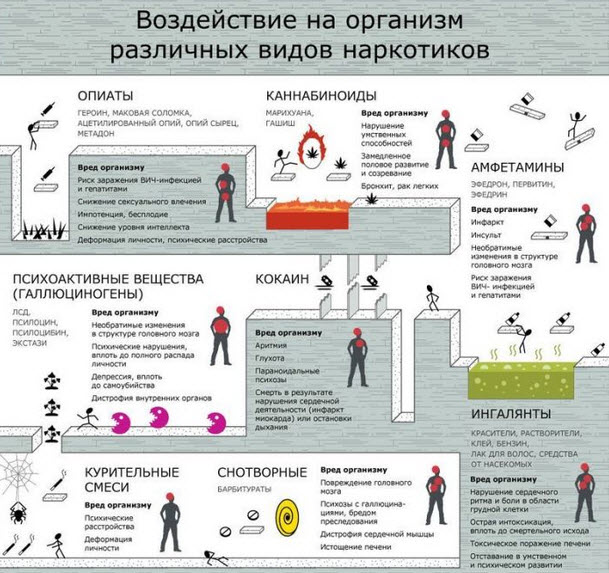 Воздействие на организм
различных видов наркотиков
ОПИАТЫ
ГЕРОИН, МАКОВАЯ СОЛОМКА,
АЦЕТИЛИРОВАННЫЙ ОПИЙ, ОПИЙ СЫРЕЦ,
МЕТАДОН
Вред организму
Риск заражения ВИЧ-инфекцией
и гепатитами
Снижение сексуального влечения
Импотенция, бесплодие
Снижение уровня интеллекта
Деформация личности, психические расстройства
КАННАБИНОИДЫ
МАРИХУАНА,
ГАШИШ
Вред организму
Нарушение
умственных
способностей
Замедленное
половое развитие
и созревание
Бронхит, рак легких
АМФЕТАМИНЫ
ЭФЕДРОН, ПЕРВИТИН,
ЭФЕДРИН
Вред организму
Инфаркт
Инсульт
Необратимые
изменения в структуре
головного мозга
Риск заражения
ВИЧ- инфекцией
и гепатитами
ПСИХОАКТИВНЫЕ ВЕЩЕСТВА
(ГАЛЛЮЦИНОГЕНЫ)
ЛСД,
ПСИЛОЦИН,
ПСИЛОЦИБИН,
ЭКСТАЗИ
Вред организму
Необратимые изменения
в структуре головного мозга
Психические нарушения,
вплоть до полного распада
личности
Депрессия, вплоть
до самоубийства
Дистрофия внутренних органов
КОКАИН
Вред организму
Аритмия
Глухота
Параноидальные
психозы
Смерть в результате
нарушения сердечной
деятельности (инфаркт
миокарда) или остановки
дыхания
ИНГАЛЯНТЫ
КРАСИТЕЛИ, РАСТВОРИТЕЛИ,
КЛЕЙ, БЕНЗИН,
ЛАК ДЛЯ ВОЛОС, СРЕДСТВА
ОТ НАСЕКОМЫХ
Вред организму
Нарушение сердечного
ритма и боли в области
грудной клетки
Острая интоксикация,
вплоть до смертельного исхода
Токсическое поражение печени
Отставание в умственном
и психическом развитии
КУРИТЕЛЬНЫЕ
СМЕСИ
Вред организму
Психические
расстройства
Деформация
личности
СНОТВОРНЫЕ
БАРБИТУРАТЫ
Вред организму
Повреждение головного
мозга
Психозы с галлюцина-
циями, бредом
преследования
Дистрофия сердечной мышцы
Истощение печени